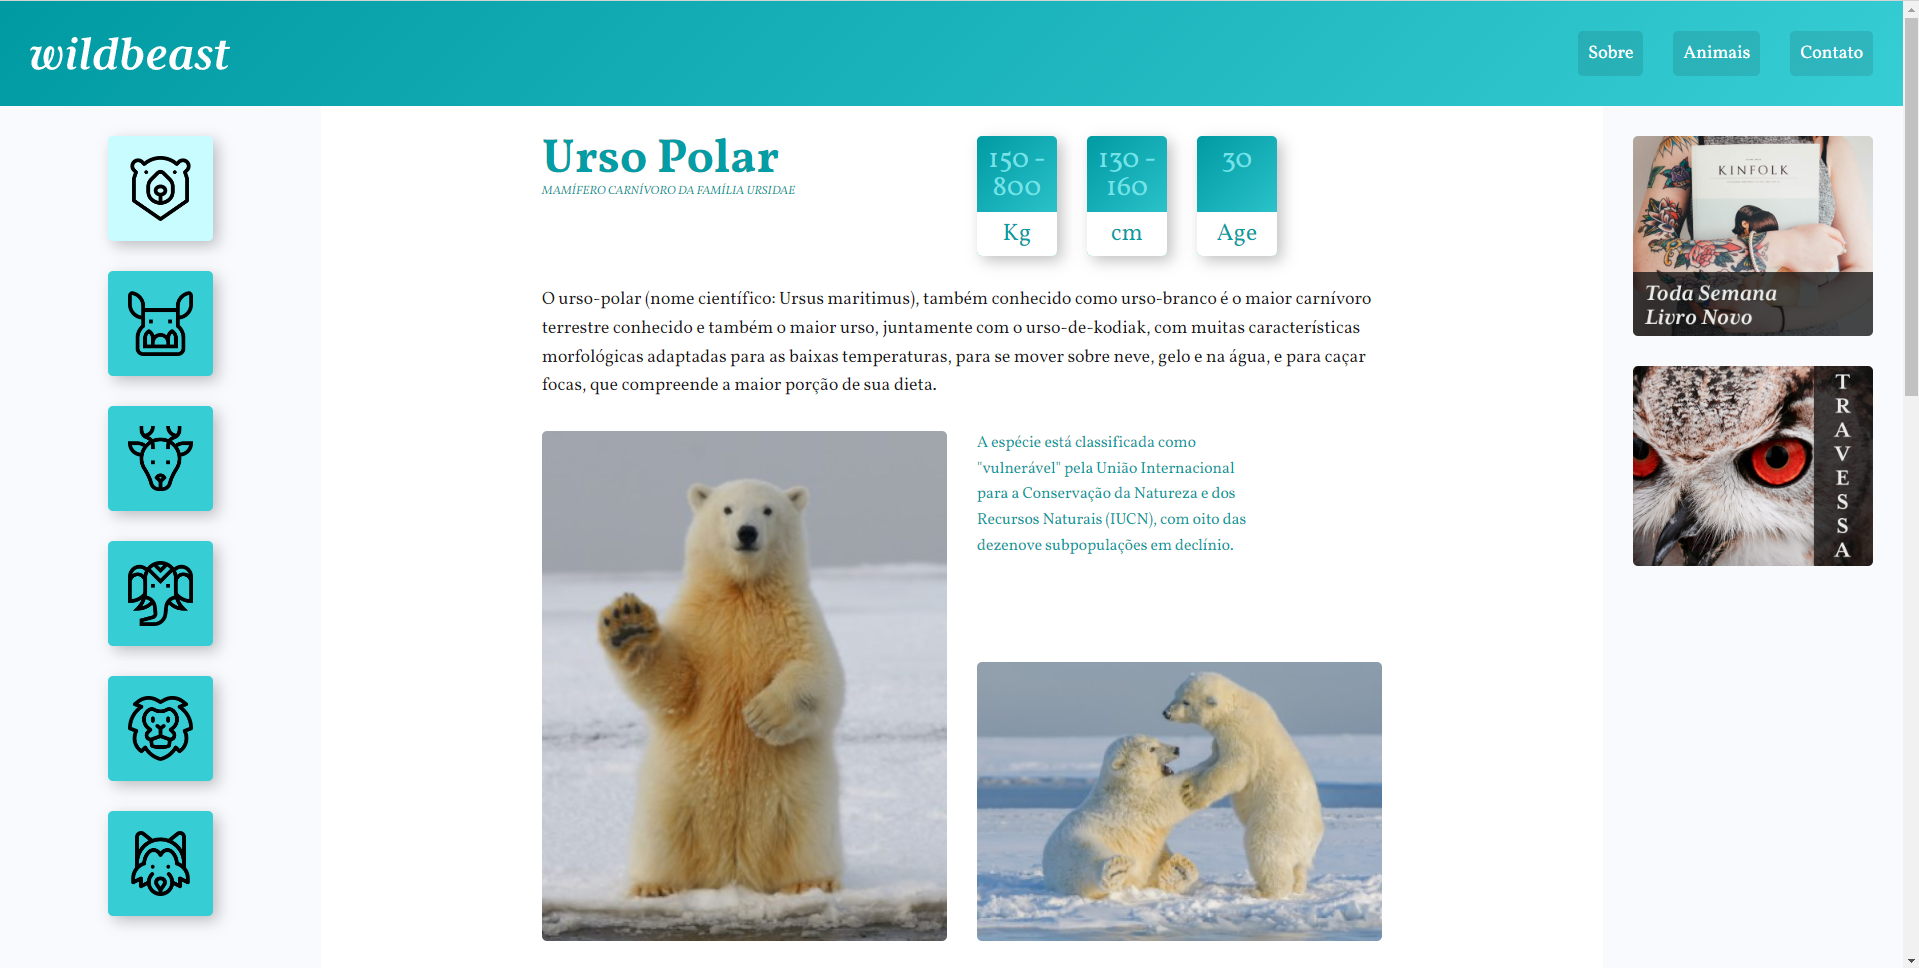 wildbeast
Sobre
Animais
Contato
Urso Polar
MAMÍFERO CARNÍVORO DA FAMÍLIA URSIDAE
150 -
800
Kg
130 -
160
cm
30
Age
O urso-polar (nome científico: Ursus maritimus), também conhecido como urso-branco é o maior carnívoro
terrestre conhecido e também o maior urso, juntamente com o urso-de-kodiak, com muitas características
morfológicas adaptadas para as baixas temperaturas, para se mover sobre neve, gelo e na água, e para caçar
focas, que compreende a maior porção de sua dieta.
A espécie está classificada como
"vulnerável" pela União Internacional
para a Conservação da Natureza e dos
Recursos Naturais (IUCN), com oito das
dezenove subpopulações em declínio.
KINFOLK
Toda Semana
Livro Novo
TRAVESSA